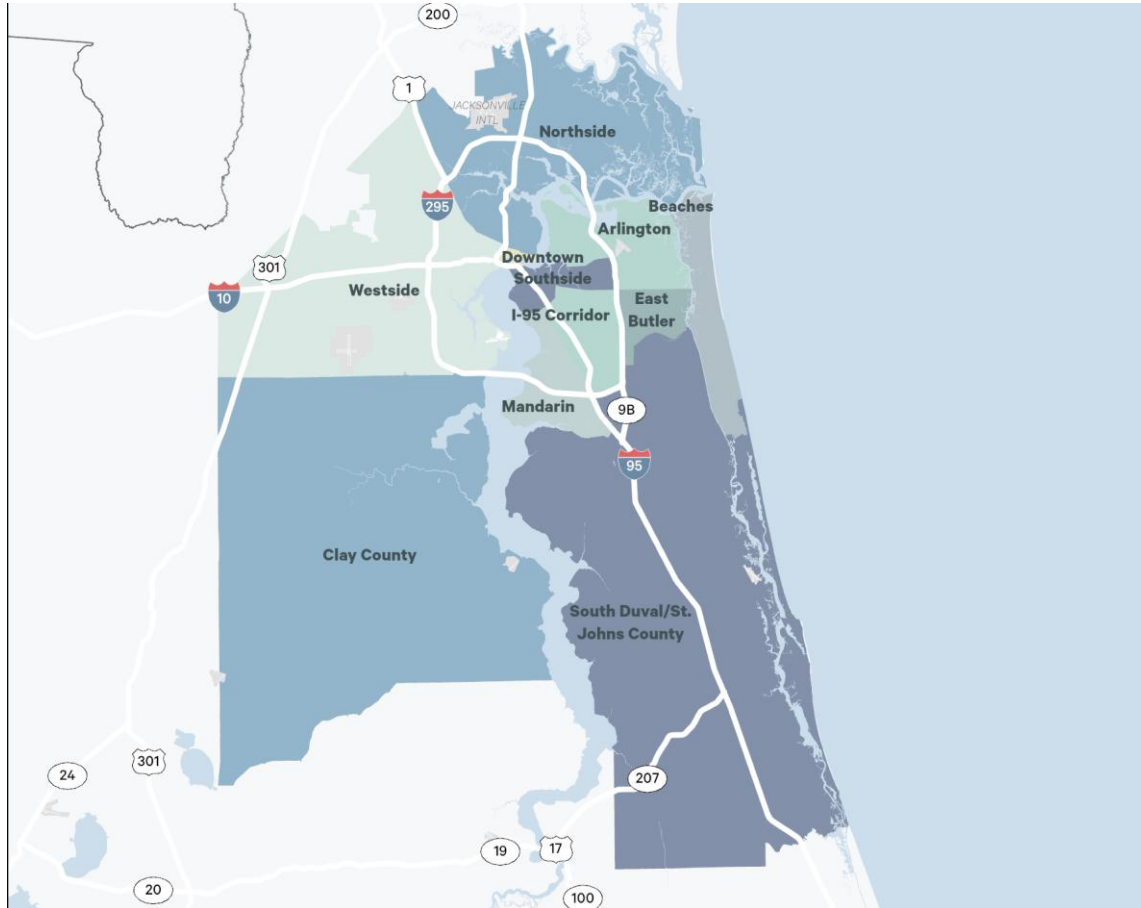 200
1
JACKSONVILLE
INTL
Northside
295
Beaches
Arlington
Downtown
Southside
301
10
Westside
East
Butler
I-95 Corridor
Mandarin
9B
95
Clay County
South Duval/St.
Johns County
301
24
207
19
17
20
100